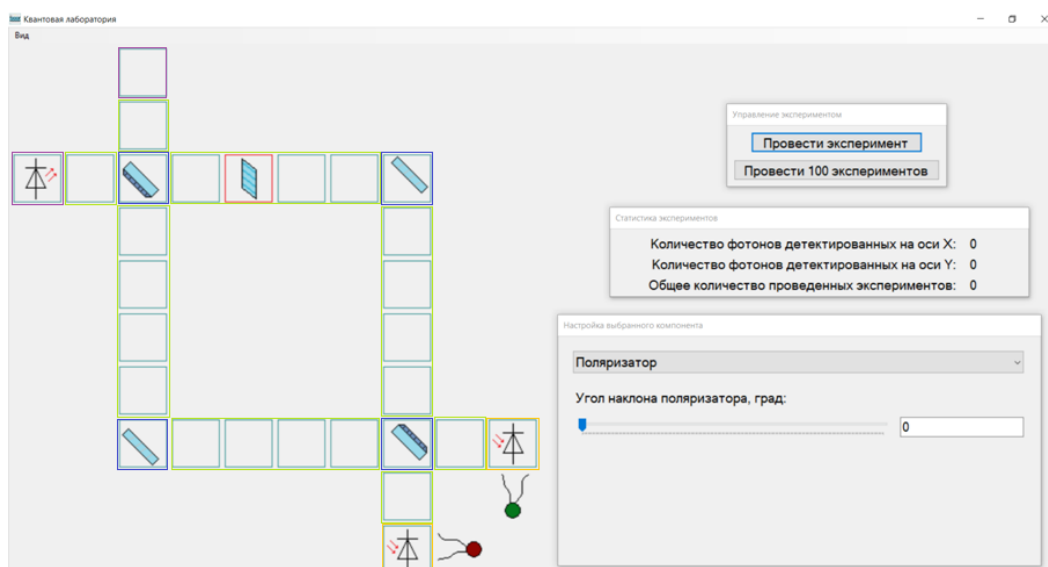 Квантовая лаборатория
Вид
Управление экспериментом
Провести эксперимент
Провести 100 экспериментов
Статистика экспериментов
Количество фотонов детектированных на оси X: 0
Количество фотонов детектированных на оси Y: 0
Общее количество проведенных экспериментов: 0
Настройка выбранного компонента
Поляризатор
Угол наклона поляризатора, град:
0